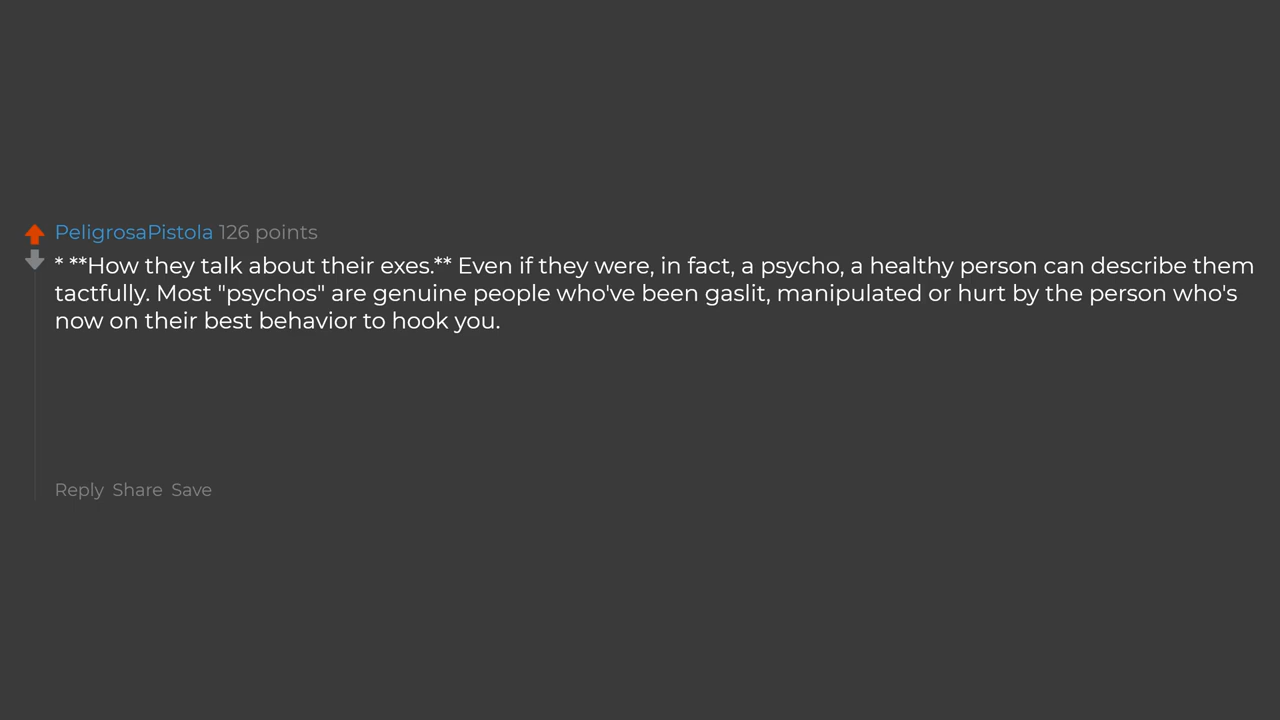 PeligrosaPistola 126 points
* **How they talk about their exes.** Even if they were, in fact, a psycho, a healthy person can describe them
tactfully. Most "psychos" are genuine people who've been gaslit, manipulated or hurt by the person who's
now on their best behavior to hook you.
Reply Share Save